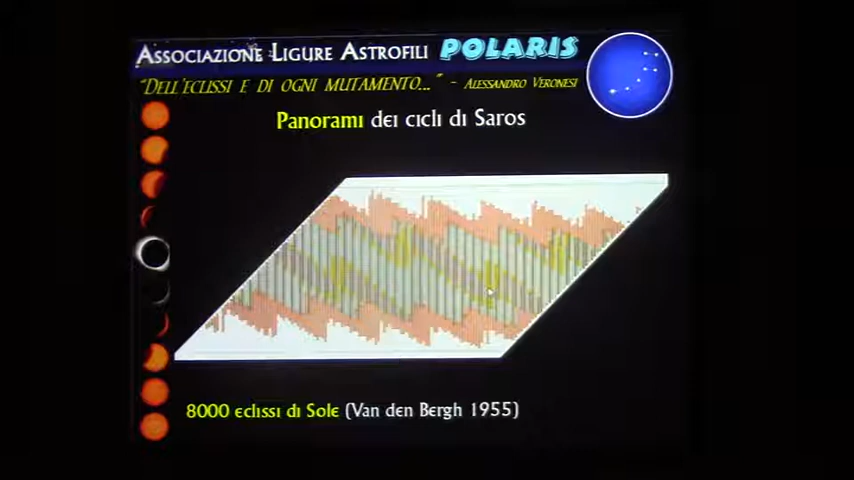 ASSOCIAZIONE LIGURE ASTROFILI POLARIS
"DELL'ECLISSI E DI OGNI MUTAMENTO..." - ALESSANDRO VERONESI
Panorami dei cicli di Saros
8000 eclissi di Sole (Van den Bergh 1955)